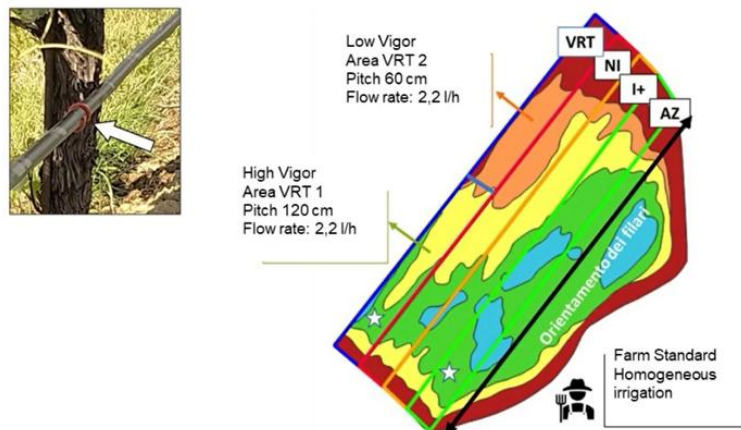 Low Vigor
Area VRT 2
Pitch 60 cm
Flow rate: 2,2 l/h
High Vigor
Area VRT 1
Pitch 120 cm
Flow rate: 2,2 l/h
VRT
NI
I+
AZ
Orientamento dei filari
Farm Standard
Homogeneous
irrigation